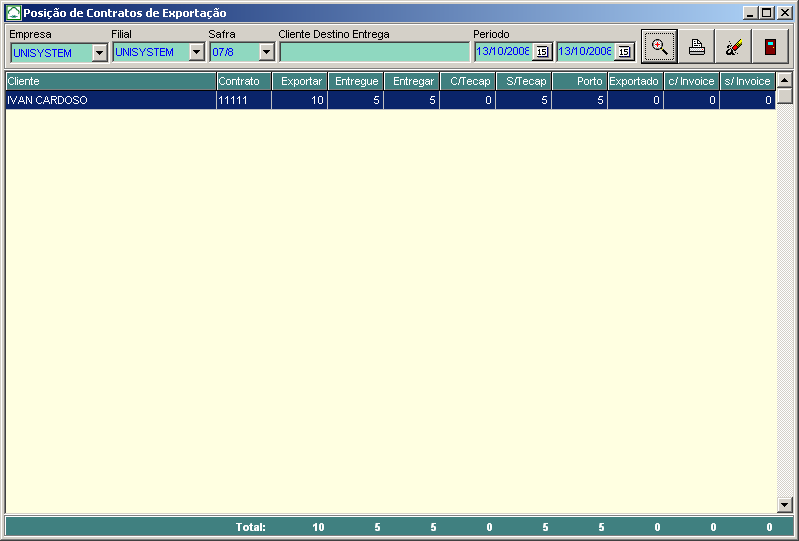 Posição de Contratos de Exportação
Empresa Filial Safra Cliente Destino Entrega Periodo
UNISYSTEM UNISYSTEM 07/8 13/10/2008 15 13/10/2008 15
Cliente Contrato Exportar Entregue Entregar C/Tecap S/Tecap Porto Exportado c/ Invoice s/ Invoice
IVAN CARDOSO 11111 10 5 5 0 5 5 0 0 0
Total: 10 5 5 0 5 5 0 0 0